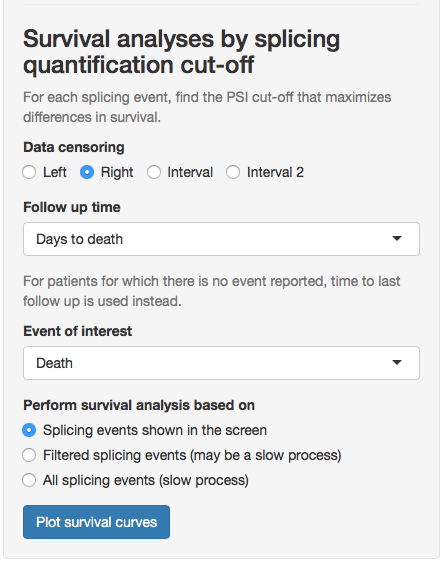 Survival analyses by splicing
quantification cut-off
For each splicing event, find the PSI cut-off that maximizes
differences in survival.
Data censoring
Left Right Interval Interval 2
Follow up time
Days to death
For patients for which there is no event reported, time to last
follow up is used instead.
Event of interest
Death
Perform survival analysis based on
Splicing events shown in the screen
Filtered splicing events (may be a slow process)
All splicing events (slow process)
Plot survival curves